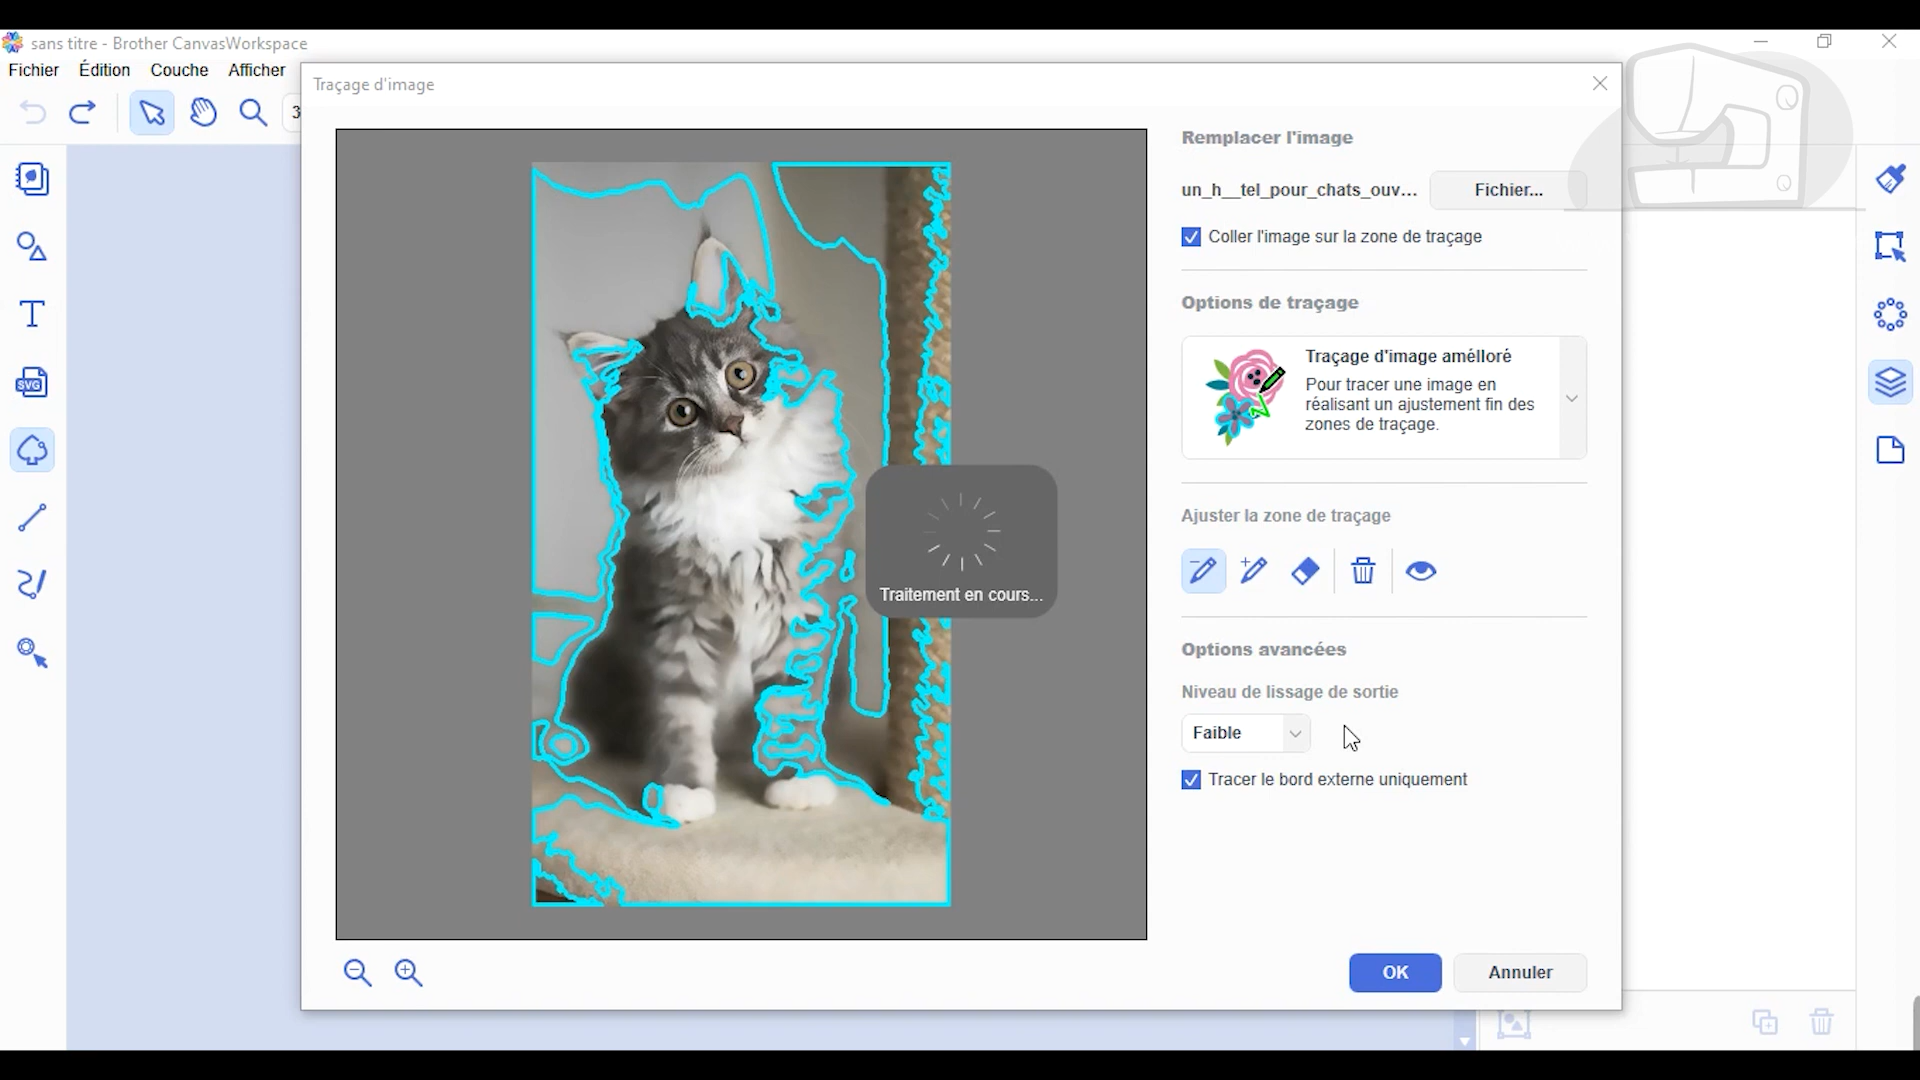 sans titre - Brother CanvasWorkspace
Fichier Édition Couche Afficher
Traçage d'image
3
Remplacer l'image
un_h__tel_pour_chats_ouv... Fichier...
Coller l'image sur la zone de traçage
Options de traçage
Traçage d'image amélloré
Pour tracer une image en
réalisant un ajustement fin des
zones de traçage.
SVG
Ajuster la zone de traçage
Traitement en cours...
Options avancées
Niveau de lissage de sortie
Faible
Tracer le bord externe uniquement
OK Annuler